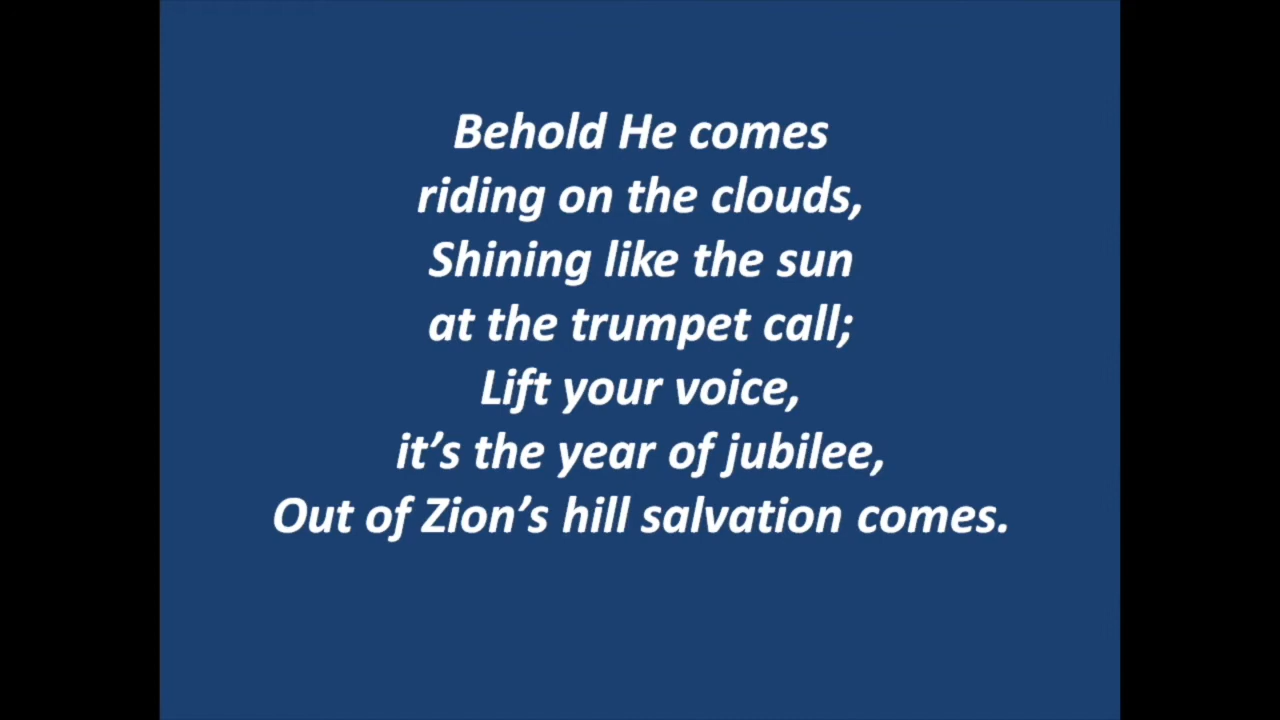 Behold He comes
riding on the clouds,
Shining like the sun
at the trumpet call;
Lift your voice,
it’s the year of jubilee,
Out of Zion’s hill salvation comes.